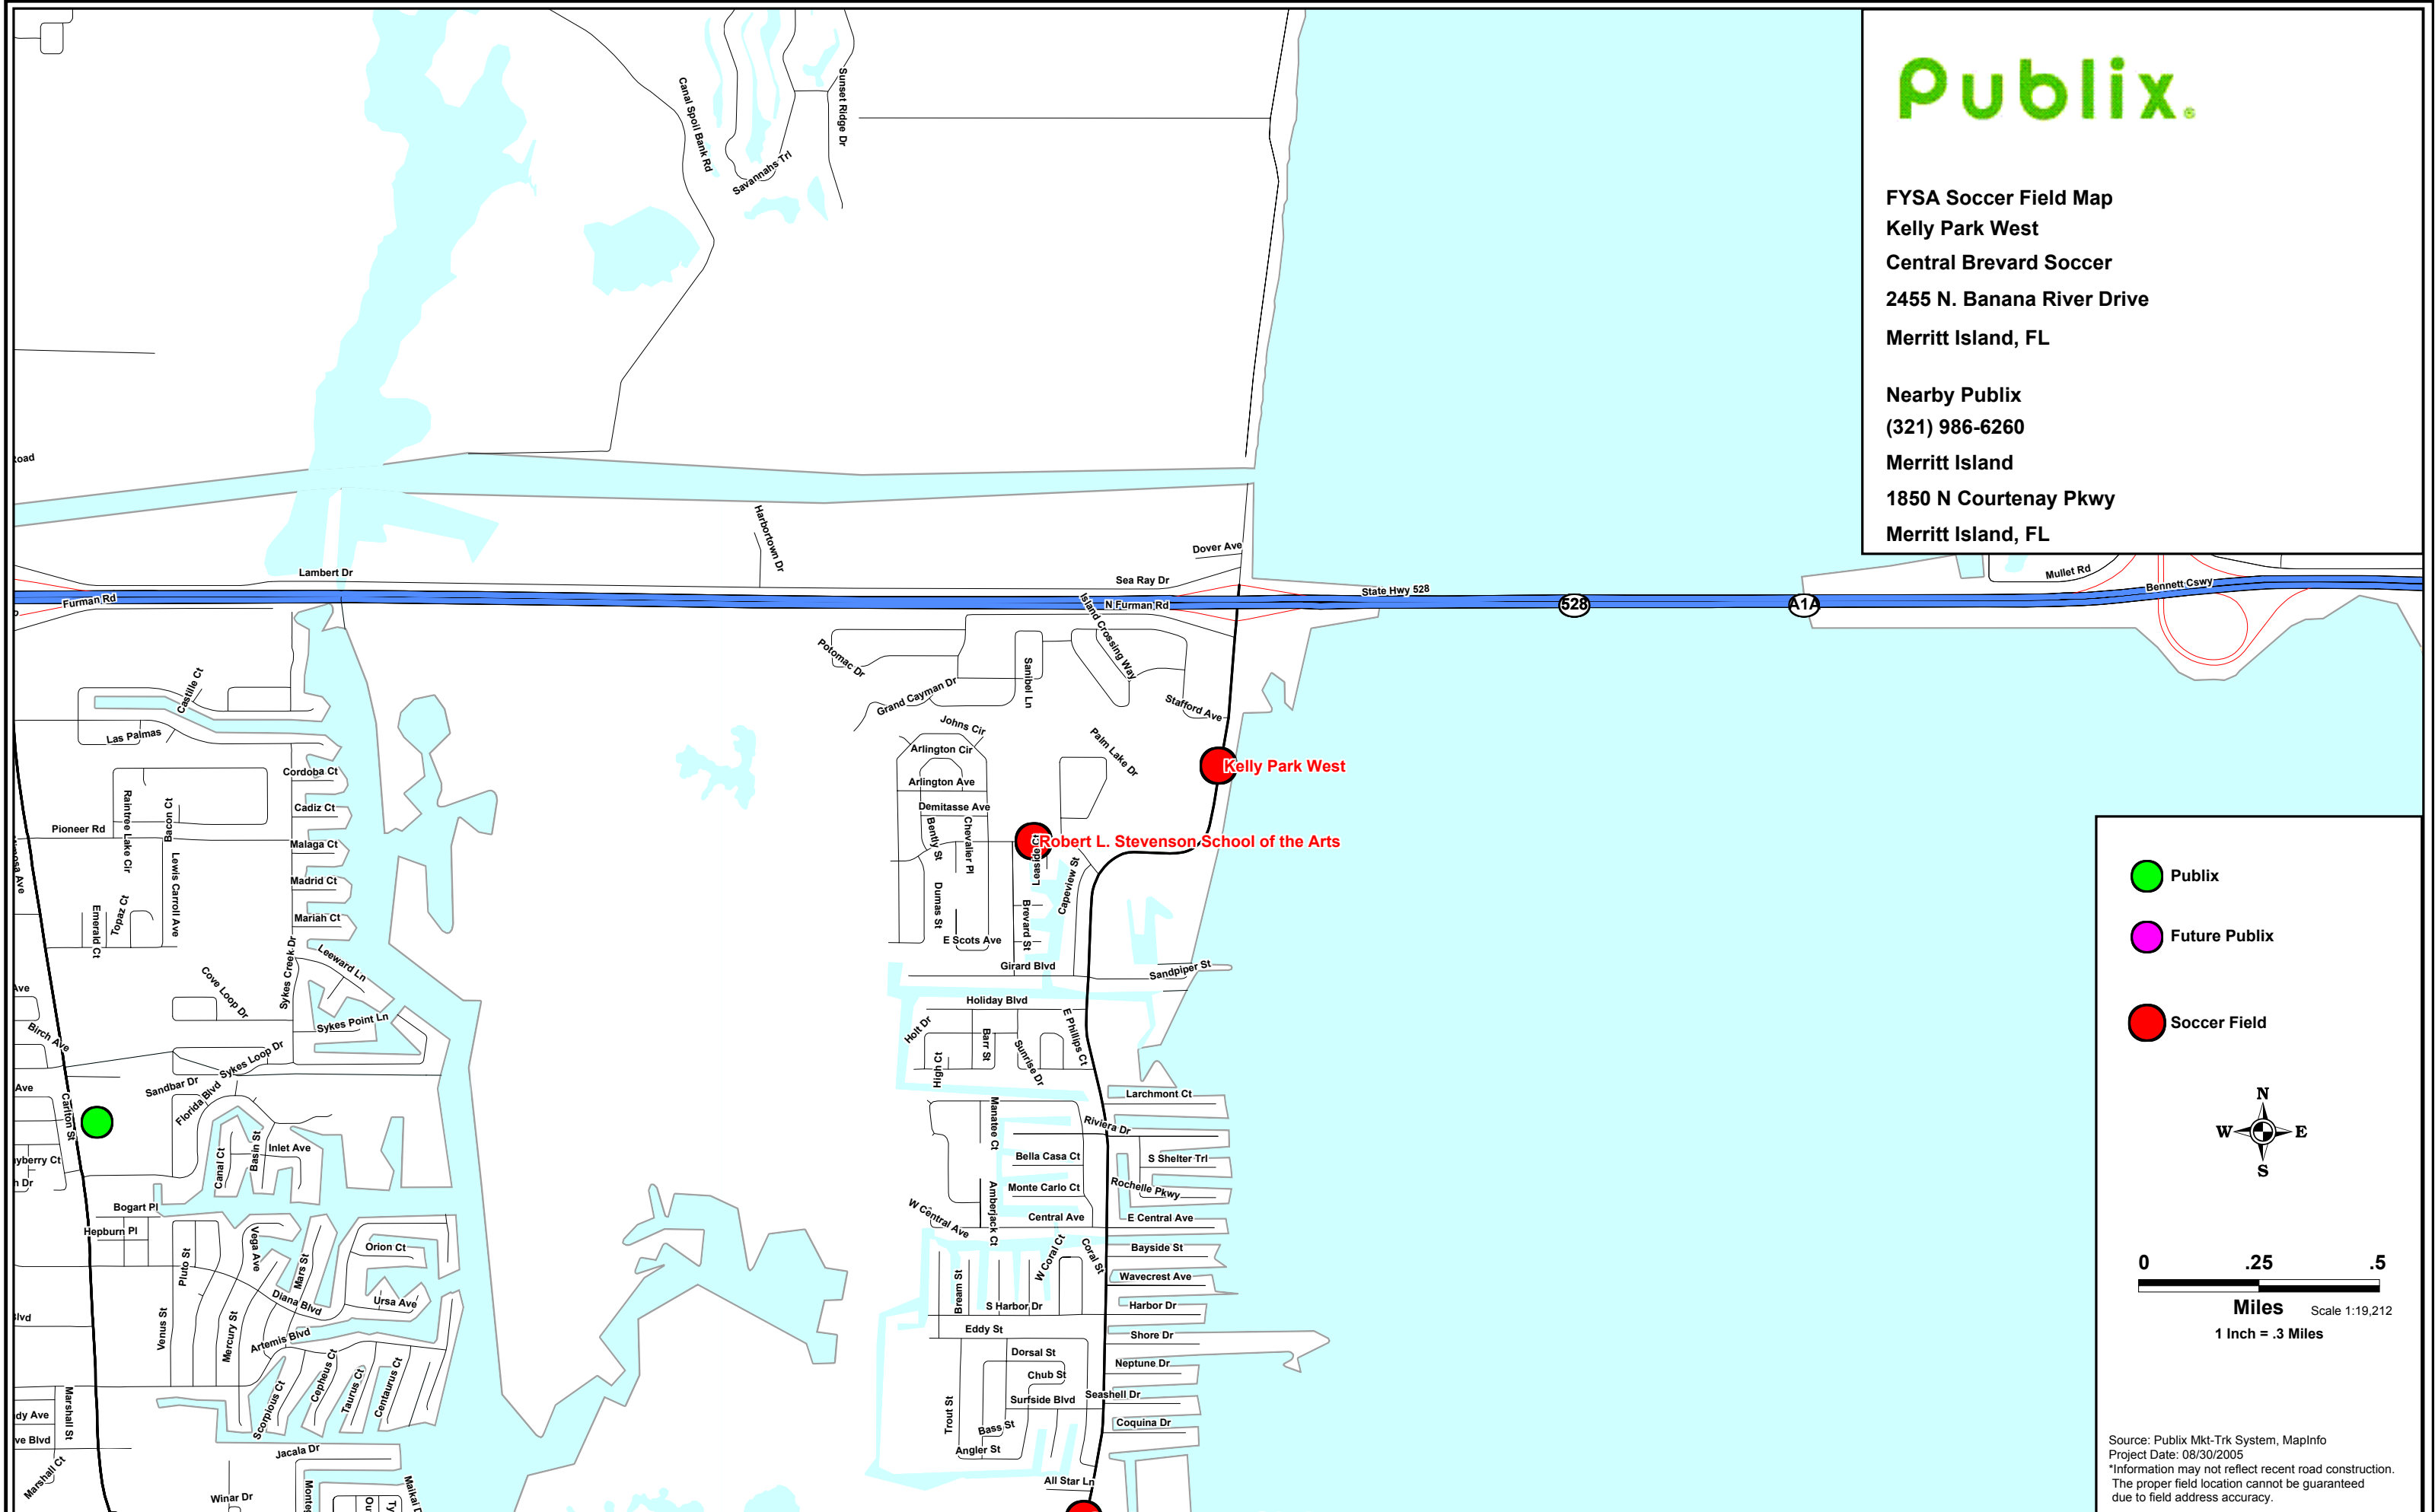 Publix.
FYSA Soccer Field Map
Kelly Park West
Central Brevard Soccer
2455 N. Banana River Drive
Merritt Island, FL
Nearby Publix
(321) 986-6260
Merritt Island
1850 N Courtenay Pkwy
Merritt Island, FL
Canal Spoil Bank Rd
Sunset Ridge Dr
Savannahs Trl
Harbortown Dr
Dover Ave
Lambert Dr
Sea Ray Dr
State Hwy 528
Mullet Rd
Bennett Cswy
Furman Rd
N Furman Rd
528
A1A
Island Crossing Way
Potomac Dr
Sanibel Ln
Grand Cayman Dr
Stafford Ave
Castille Ct
Las Palmas
Johns Cir
Arlington Cir
Palm Lake Dr
Kelly Park West
Cordoba Ct
Arlington Ave
Raintree Lake Cir
Bacon Ct
Cadiz Ct
Demitasse Ave
Pioneer Rd
Bently St
Chevalier Pl
Robert L. Stevenson School of the Arts
Leeside Ct
Malaga Ct
Lewis Carroll Ave
Madrid Ct
Capeview St
Dumas St
Emerald Ct
Topaz Ct
Mariah Ct
Brevard St
E Scots Ave
Sykes Creek Dr
Leeward Ln
Girard Blvd
Sandpiper St
Cove Loop Dr
Holiday Blvd
Ave
Birch Ave
Sykes Point Ln
Holt Dr
Barr St
E Phillips Ct
Sunrise Dr
High Ct
Sykes Loop Dr
Sandbar Dr
Florida Blvd
Ave
Carlton St
Larchmont Ct
Manatee Ct
Riviera Dr
Basin St
Inlet Ave
Canal Ct
Bella Casa Ct
S Shelter Trl
Dr
Monte Carlo Ct
Rochelle Pkwy
Amberjack Ct
Bogart Pl
W Central Ave
Central Ave
E Central Ave
Hepburn Pl
Vega Ave
Orion Ct
Pluto St
Mars St
W Coral Ct
Coral St
Bayside St
Wavecrest Ave
Bream St
Diana Blvd
Ursa Ave
S Harbor Dr
Harbor Dr
Venus St
Mercury St
Artemis Blvd
Eddy St
Shore Dr
Dorsal St
Neptune Dr
Cepheus Ct
Taurus Ct
Centaurus Ct
Scorpious Ct
Chub St
Marshall St
Trout St
Surfside Blvd
Seashell Dr
Bass St
Coquina Dr
Angler St
Jacala Dr
Marshall Ct
All Star Ln
Winar Dr
Publix
Future Publix
Soccer Field
N
W E
S
0 .25 .5
Miles Scale 1:19,212
1 Inch = .3 Miles
Source: Publix Mkt-Trk System, MapInfo
Project Date: 08/30/2005
*Information may not reflect recent road construction.
The proper field location cannot be guaranteed
due to field address accuracy.